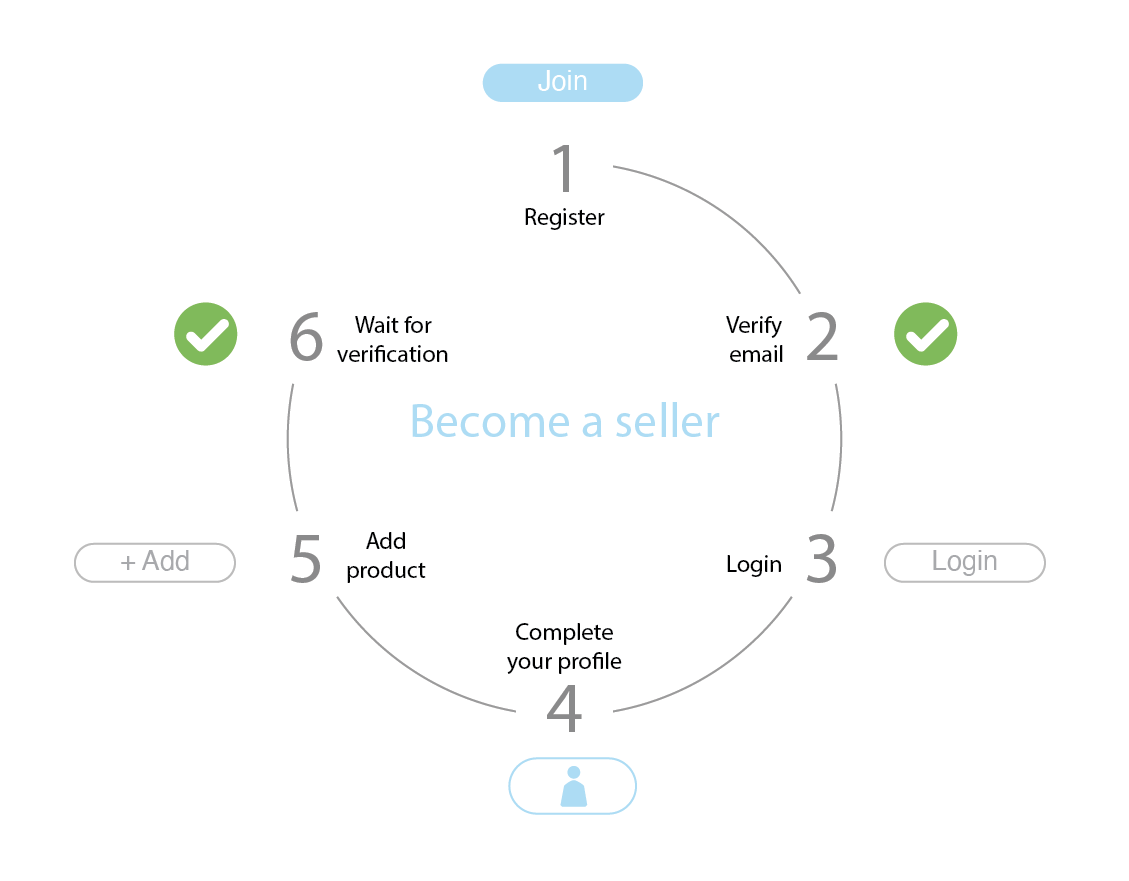 Join
1
Register
2
Verify
email
3
Login
Login
4
Complete
your profile
5
Add
product
+ Add
6
Wait for
verification
Become a seller